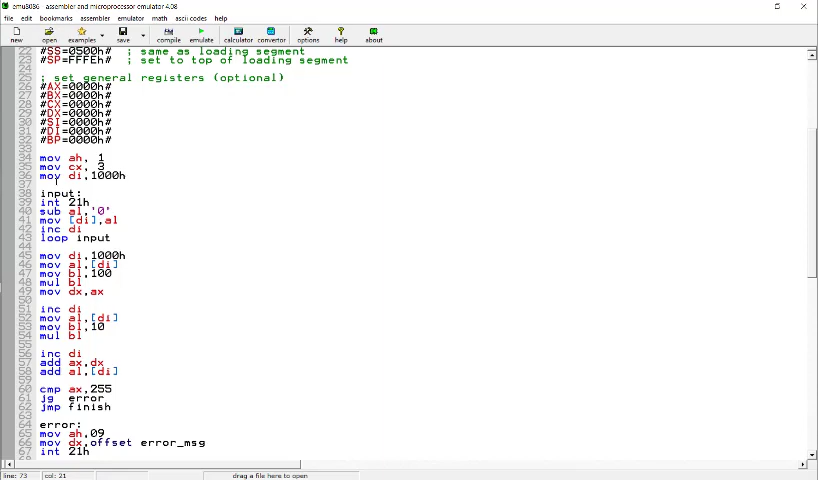 emu8086 - assembler and microprocessor emulator 4.08
file edit bookmarks assembler emulator math ascii codes help
new open examples save compile emulate calculator convertor options help about
22 #SS=0500h# ; same as loading segment
23 #SP=FFFEh# ; set to top of loading segment
24
25 ; set general registers (optional)
26 #AX=0000h#
27 #BX=0000h#
28 #CX=0000h#
29 #DX=0000h#
30 #SI=0000h#
31 #DI=0000h#
32 #BP=0000h#
33
34 mov ah, 1
35 mov cx, 3
36 mov di,1000h
37
38 input:
39 int 21h
40 sub al,'0'
41 mov [di],al
42 inc di
43 loop input
44
45 mov di,1000h
46 mov al,[di]
47 mov bl,100
48 mul bl
49 mov dx,ax
50
51 inc di
52 mov al,[di]
53 mov bl,10
54 mul bl
55
56 inc di
57 add ax,dx
58 add al,[di]
59
60 cmp ax,255
61 jg error
62 jmp finish
63
64 error:
65 mov ah,09
66 mov dx,offset error_msg
67 int 21h
68
line: 73 col: 21 drag a file here to open